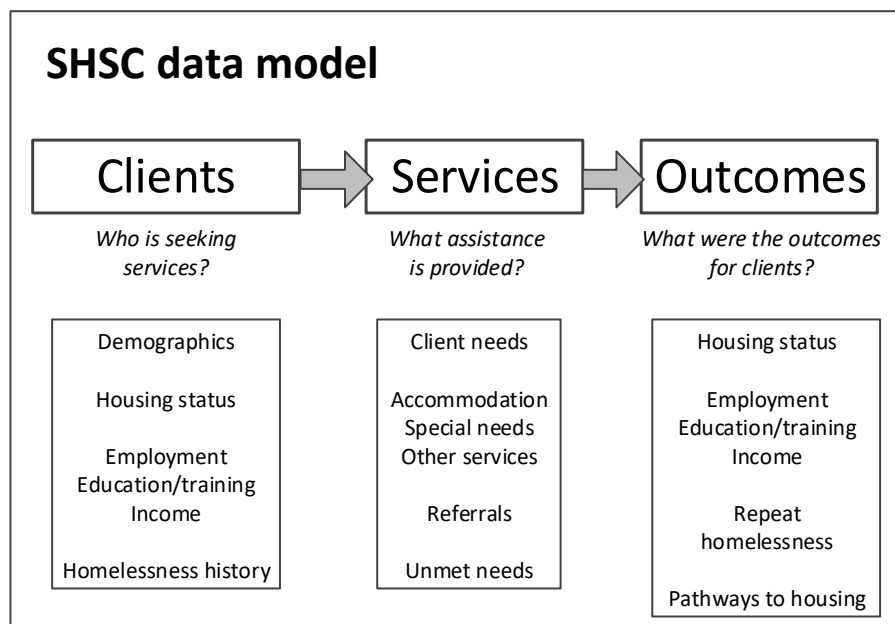 SHSC data model
Clients
Services
Outcomes
Who is seeking
services?
What assistance
is provided?
What were the outcomes
for clients?
Demographics
Housing status
Employment
Education/training
Income
Homelessness history
Client needs
Accommodation
Special needs
Other services
Referrals
Unmet needs
Housing status
Employment
Education/training
Income
Repeat
homelessness
Pathways to housing